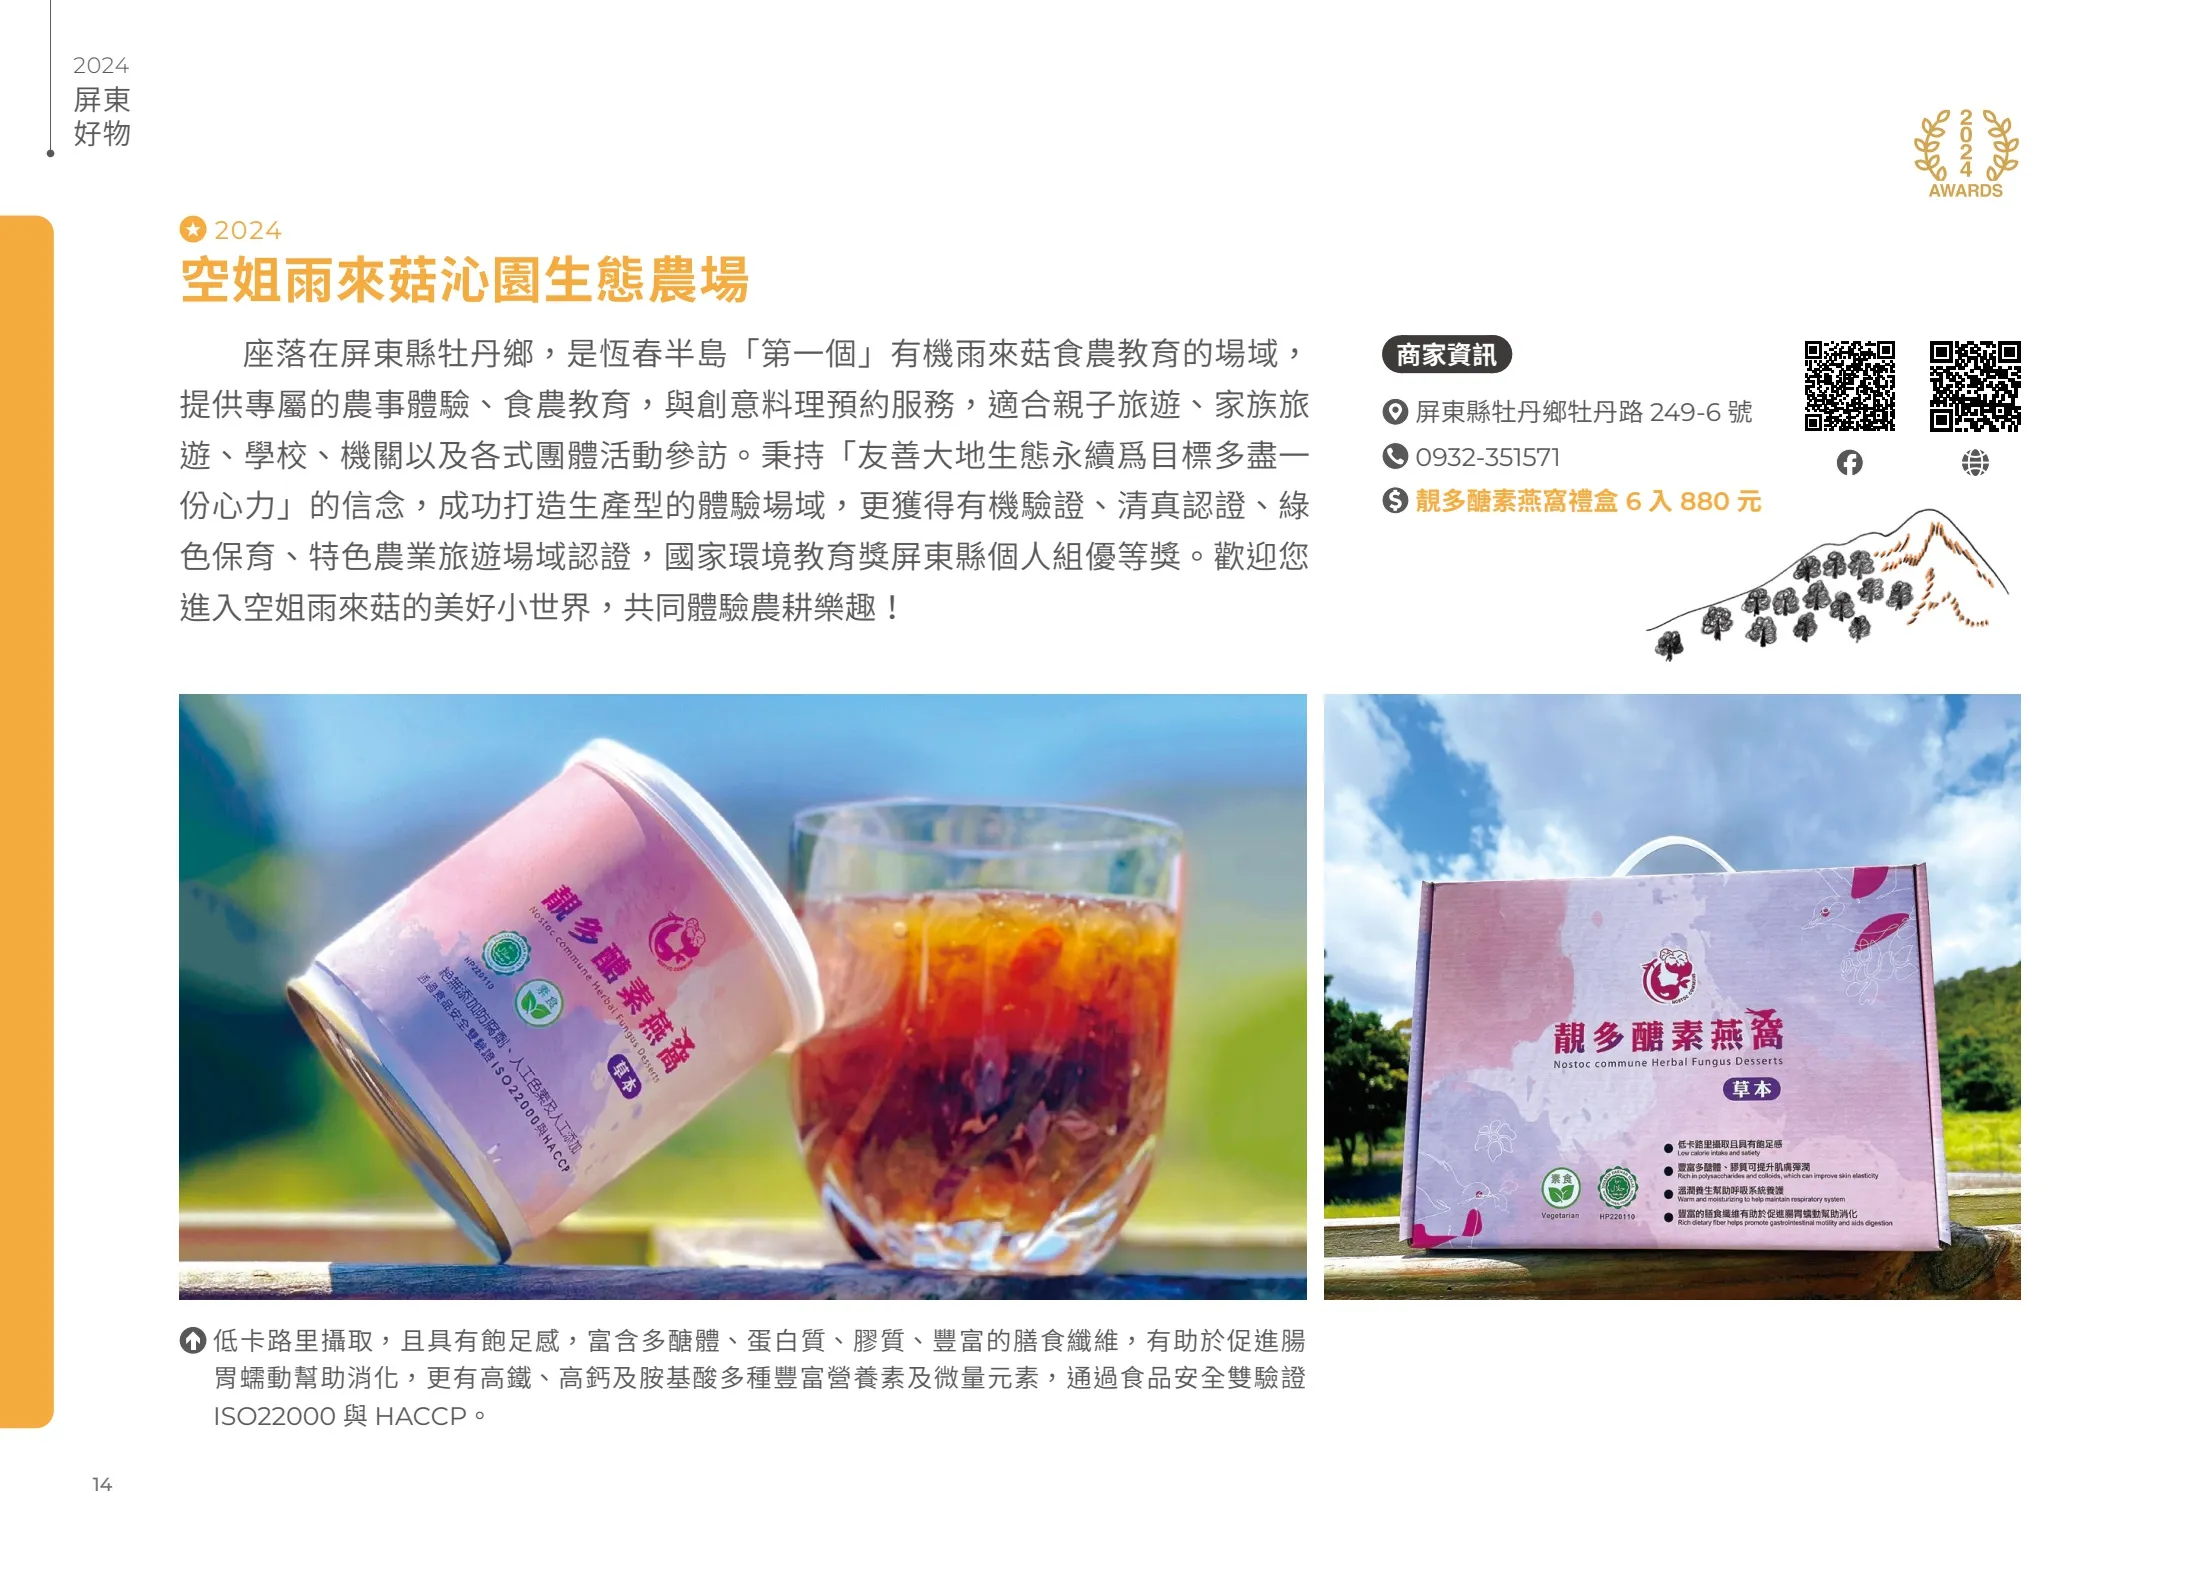 2024
屏東
好物
2024
AWARDS
2024
空姐雨來菇沁園生態農場
座落在屏東縣牡丹鄉，是恆春半島「第一個」有機雨來菇食農教育的場域，
提供專屬的農事體驗、食農教育，與創意料理預約服務，適合親子旅遊、家族旅
遊、學校、機關以及各式團體活動參訪。秉持「友善大地生態永續爲目標多盡一
份心力」的信念，成功打造生產型的體驗場域，更獲得有機驗證、清真認證、綠
色保育、特色農業旅遊場域認證，國家環境教育獎屏東縣個人組優等獎。歡迎您
進入空姐雨來菇的美好小世界，共同體驗農耕樂趣！
商家資訊
屏東縣牡丹鄉牡丹路 249-6 號
0932-351571
靚多醣素燕窩禮盒 6 入 880 元
靚多醣素燕窩
Nostoc commune Herbal Fungus Desserts
草本
素食
HP220110
絕無添加防腐劑、人工色素及人工添加
通過食品安全雙驗證ISO22000與HACCP
靚多醣素燕窩
Nostoc commune Herbal Fungus Desserts
草本
低卡路里攝取且具有飽足感
Low calorie intake and satiety
豐富多醣體、膠質可提升肌膚彈潤
Rich in polysaccharides and colloids, which can improve skin elasticity
溫潤養生幫助呼吸系統養護
Warm and moisturizing to help maintain respiratory system
豐富的膳食纖維有助於促進腸胃蠕動幫助消化
Rich dietary fiber helps promote gastrointestinal motility and aids digestion
素食
Vegetarian
HP220110
低卡路里攝取，且具有飽足感，富含多醣體、蛋白質、膠質、豐富的膳食纖維，有助於促進腸
胃蠕動幫助消化，更有高鐵、高鈣及胺基酸多種豐富營養素及微量元素，通過食品安全雙驗證
ISO22000 與 HACCP。
14